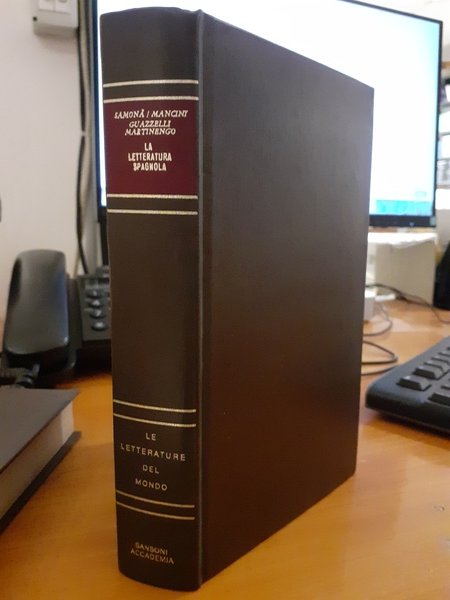 SAMONÀ / MANCINI
GUAZZELLI
MARTINENGO
LA
LETTERATURA
SPAGNOLA
LE
LETTERATURE
DEL
MONDO
SANSONI
ACCADEMIA